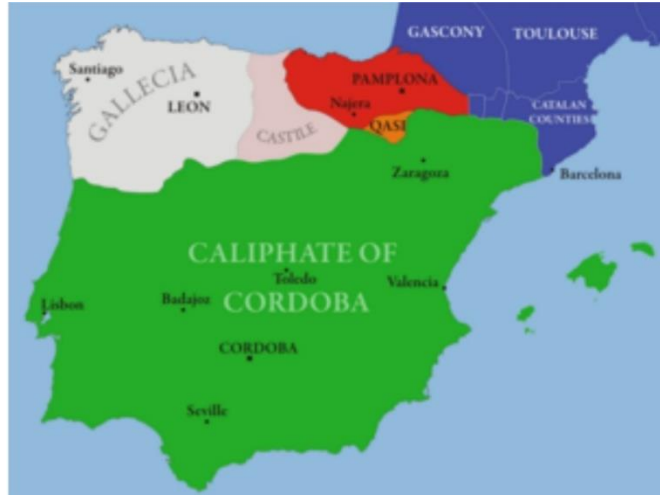 GASCONY
TOULOUSE
Santiago
GALLECIA
LEON
CASTILE
PAMPLONA
Najera
QASI
CATALAN
COUNTIES
Zaragoza
Barcelona
CALIPHATE OF
Toledo
CORDOBA
Valencia
Lisbon
Badajoz
CORDOBA
Seville